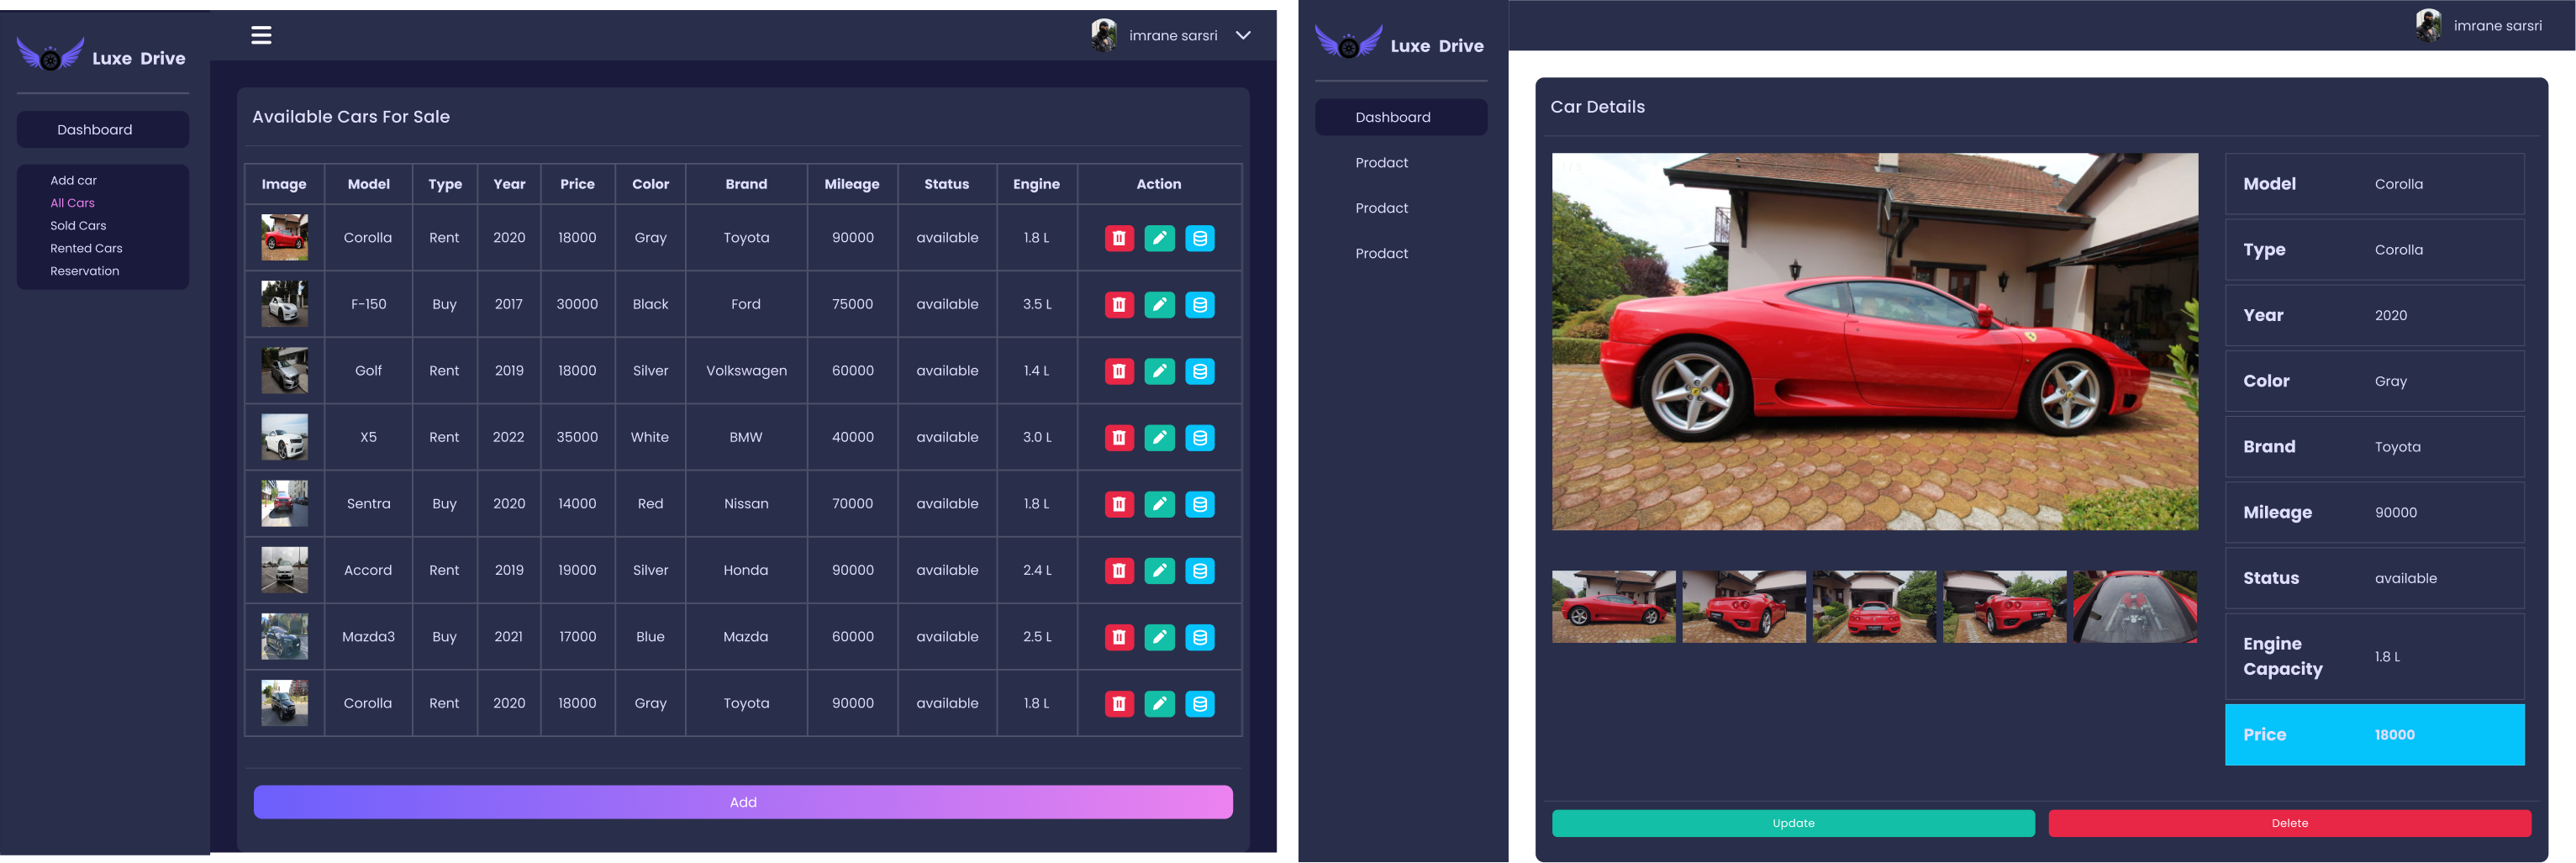 Luxe Drive
imrane sarsri
Dashboard
Add car
All Cars
Sold Cars
Rented Cars
Reservation
Available Cars For Sale
Image Model Type Year Price Color Brand Mileage Status Engine Action
Corolla Rent 2020 18000 Gray Toyota 90000 available 1.8 L
F-150 Buy 2017 30000 Black Ford 75000 available 3.5 L
Golf Rent 2019 18000 Silver Volkswagen 60000 available 1.4 L
X5 Rent 2022 35000 White BMW 40000 available 3.0 L
Sentra Buy 2020 14000 Red Nissan 70000 available 1.8 L
Accord Rent 2019 19000 Silver Honda 90000 available 2.4 L
Mazda3 Buy 2021 17000 Blue Mazda 60000 available 2.5 L
Corolla Rent 2020 18000 Gray Toyota 90000 available 1.8 L
Add
Luxe Drive
imrane sarsri
Dashboard
Prodact
Prodact
Prodact
Car Details
Model Corolla
Type Corolla
Year 2020
Color Gray
Brand Toyota
Mileage 90000
Status available
Engine
Capacity 1.8 L
Price 18000
Update
Delete